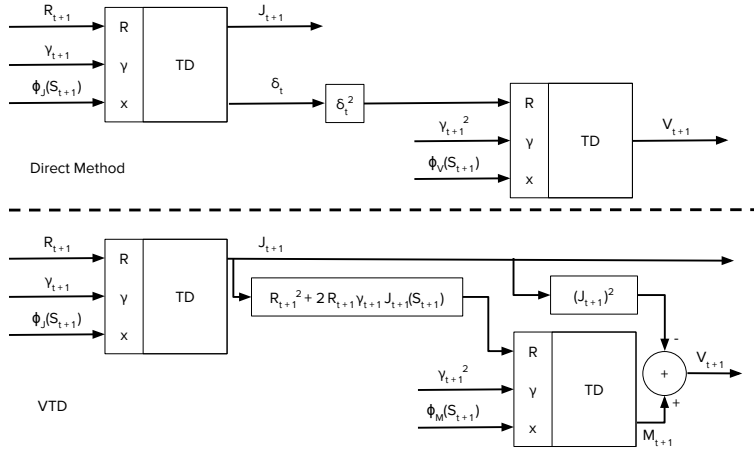 R_{t+1}
J_{t+1}
R
γ_{t+1}
γ
TD
ϕ_J(S_{t+1})
x
δ_t
δ_t^2
R
γ_{t+1}^2
γ
TD
V_{t+1}
ϕ_V(S_{t+1})
x
Direct Method
R_{t+1}
J_{t+1}
R
γ_{t+1}
γ
TD
R_{t+1}^2 + 2 R_{t+1} γ_{t+1} J_{t+1}(S_{t+1})
(J_{t+1})^2
ϕ_J(S_{t+1})
x
-
R
γ_{t+1}^2
γ
TD
+
V_{t+1}
VTD
ϕ_M(S_{t+1})
x
+
M_{t+1}